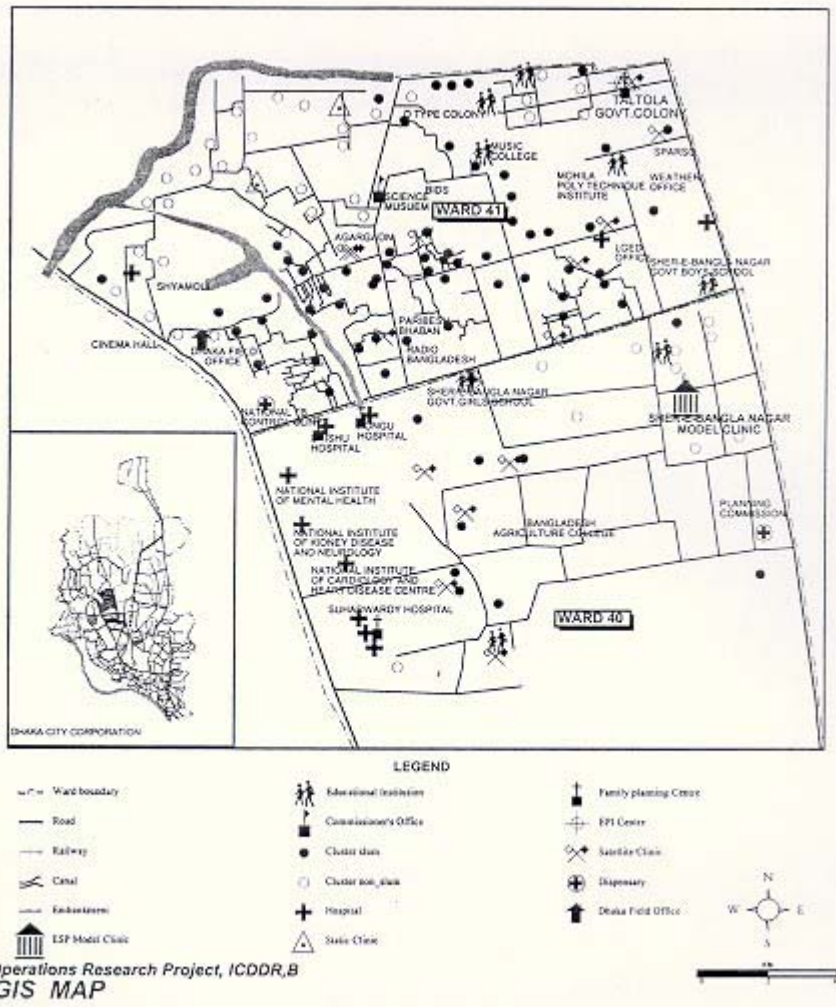 TALTOLA
GOVT.COLONY
TYPE COLONY
MUSIC
COLLEGE
SPARSO
MOHILA
POLY TECHNIQUE
INSTITUTE
WEATHER
OFFICE
BIDS
SCIENCE
MUSUEM
WARD 41
AGARGAON
LGED
OFFICE
SHER-E-BANGLA NAGAR
GOVT BOYS SCHOOL
SHYAMOLI
PARIBESH
BHABAN
CINEMA HALL
DHAKA FIELD
OFFICE
RADIO
BANGLADESH
SHER-E-BANGLA NAGAR
GOVT.GIRLS SCHOOL
NATIONAL
SHER-E-BANGLA NAGAR
MODEL CLINIC
HOSPITAL
HOSPITAL
NATIONAL INSTITUTE
OF MENTAL HEALTH
PLANNING
COMMISSION
BANGLADESH
AGRICULTURE COLLEGE
NATIONAL INSTITUTE
OF KIDNEY DISEASE
AND NEUROLOGY
NATIONAL INSTITUTE
OF CARDIOLOGY AND
HEART DISEASE CENTRE
SUHARWARDY HOSPITAL
WARD 40
DHAKA CITY CORPORATION
LEGEND
Ward boundary
Road
Railway
Canal
Embankment
ESP Model Clinic
Educational Institution
Commissioner's Office
Cluster slum
Cluster non_slum
Hospital
Static Clinic
Family planning Centre
EPI Centre
Satellite Clinic
Dispensary
Dhaka Field Office
N
W E
S
Operations Research Project, ICDDR,B
GIS MAP